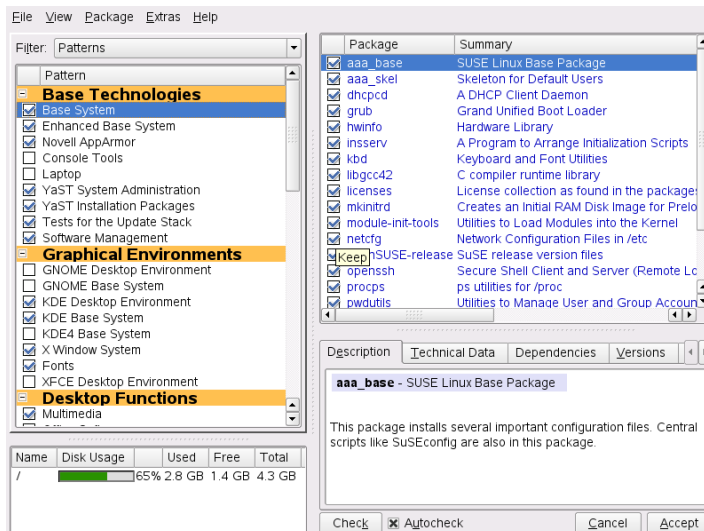 File View Package Extras Help
Filter: Patterns
Pattern
Base Technologies
Base System
Enhanced Base System
Novell AppArmor
Console Tools
Laptop
YaST System Administration
YaST Installation Packages
Tests for the Update Stack
Software Management
Graphical Environments
GNOME Desktop Environment
GNOME Base System
KDE Desktop Environment
KDE Base System
KDE4 Base System
X Window System
Fonts
XFCE Desktop Environment
Desktop Functions
Multimedia
Name Disk Usage Used Free Total
/ 65% 2.8 GB 1.4 GB 4.3 GB
Package Summary
aaa_base SUSE Linux Base Package
aaa_skel Skeleton for Default Users
dhcpcd A DHCP Client Daemon
grub Grand Unified Boot Loader
hwinfo Hardware Library
insserv A Program to Arrange Initialization Scripts
kbd Keyboard and Font Utilities
libgcc42 C compiler runtime library
licenses License collection as found in the packages
mkinitrd Creates an Initial RAM Disk Image for Prelo
module-init-tools Utilities to Load Modules into the Kernel
netcfg Network Configuration Files in /etc
Keep nSUSE-release SuSE release version files
openssh Secure Shell Client and Server (Remote Lo
procps ps utilities for /proc
pwdutils Utilities to Manage User and Group Accoun
Description Technical Data Dependencies Versions
aaa_base - SUSE Linux Base Package
This package installs several important configuration files. Central
scripts like SuSEconfig are also in this package.
Check Autocheck Cancel Accept